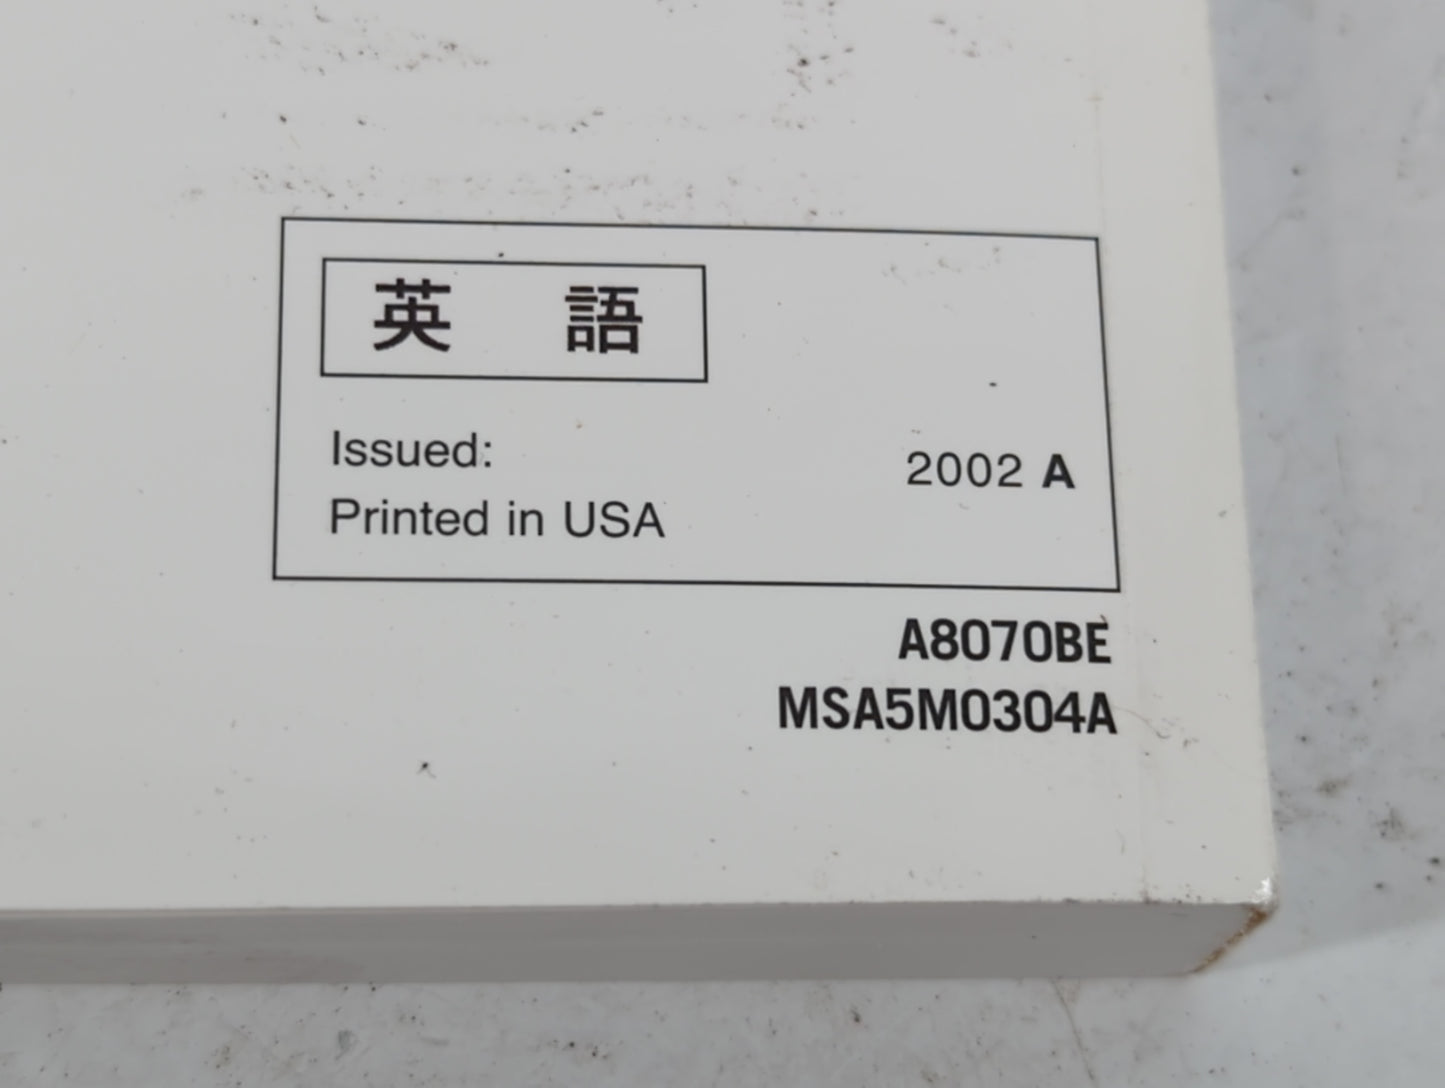 英 語
Issued: 2002 A
Printed in USA
A8070BE
MSA5M0304A